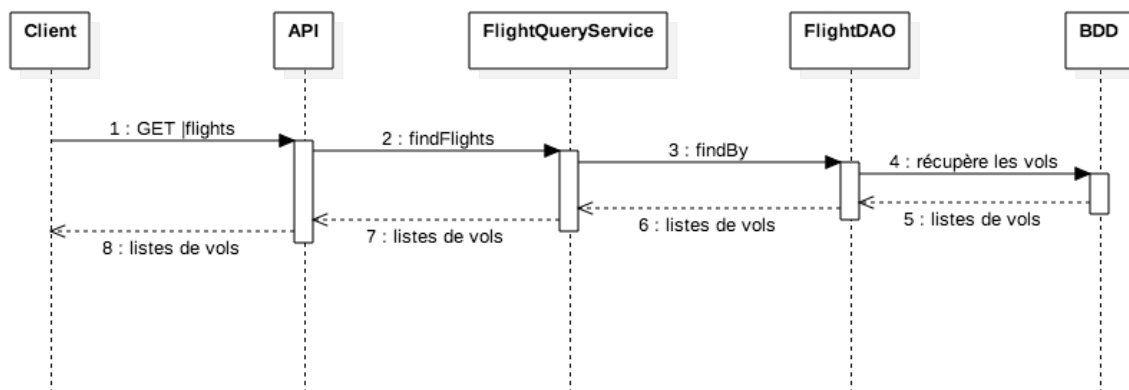 Client
API
FlightQueryService
FlightDAO
BDD
1 : GET |flights
2 : findFlights
3 : findBy
4 : récupère les vols
5 : listes de vols
6 : listes de vols
7 : listes de vols
8 : listes de vols